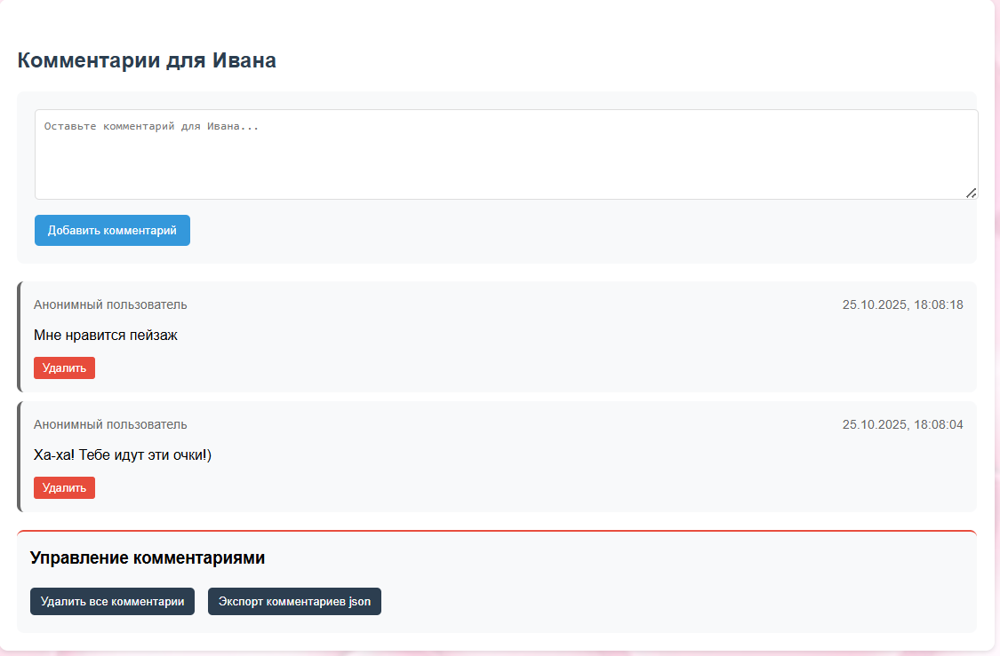 Комментарии для Ивана
Оставьте комментарий для Ивана...
Добавить комментарий
Анонимный пользователь 25.10.2025, 18:08:18
Мне нравится пейзаж
Удалить
Анонимный пользователь 25.10.2025, 18:08:04
Ха-ха! Тебе идут эти очки!)
Удалить
Управление комментариями
Удалить все комментарии Экспорт комментариев json